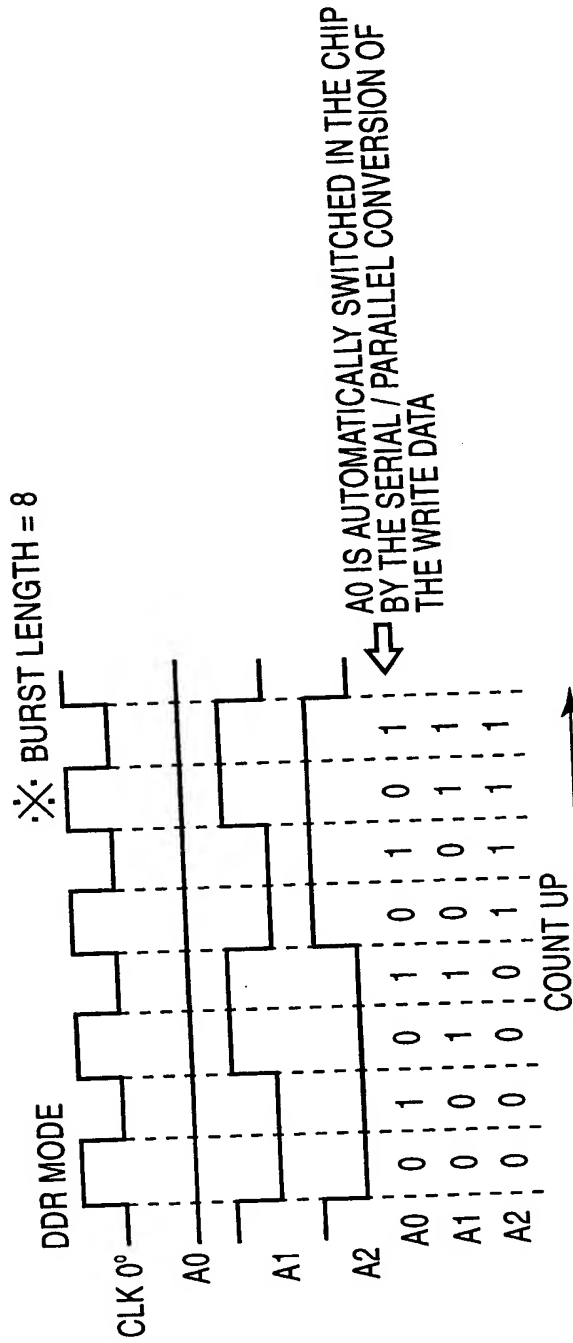 DDR MODE
※ BURST LENGTH = 8
CLK 0°
A0
A1
A2
A0 0 1 0 1 0 1 0 1
A1 0 0 1 1 0 0 1 1
A2 0 0 0 0 1 1 1 1
A0 IS AUTOMATICALLY SWITCHED IN THE CHIP
BY THE SERIAL / PARALLEL CONVERSION OF
THE WRITE DATA
COUNT UP